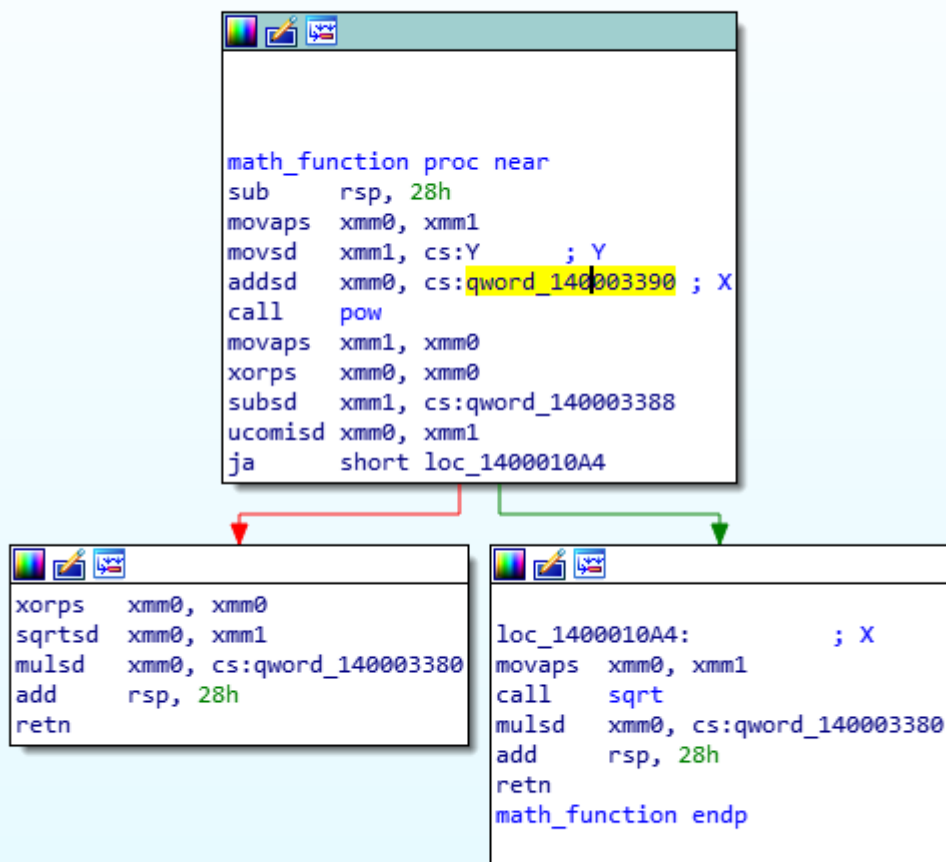 math_function proc near
sub rsp, 28h
movaps xmm0, xmm1
movsd xmm1, cs:Y ; Y
addsd xmm0, cs:qword_140003390 ; X
call pow
movaps xmm1, xmm0
xorps xmm0, xmm0
subsd xmm1, cs:qword_140003388
ucomisd xmm0, xmm1
ja short loc_1400010A4
xorps xmm0, xmm0
sqrtsd xmm0, xmm1
mulsd xmm0, cs:qword_140003380
add rsp, 28h
retn
loc_1400010A4: ; X
movaps xmm0, xmm1
call sqrt
mulsd xmm0, cs:qword_140003380
add rsp, 28h
retn
math_function endp